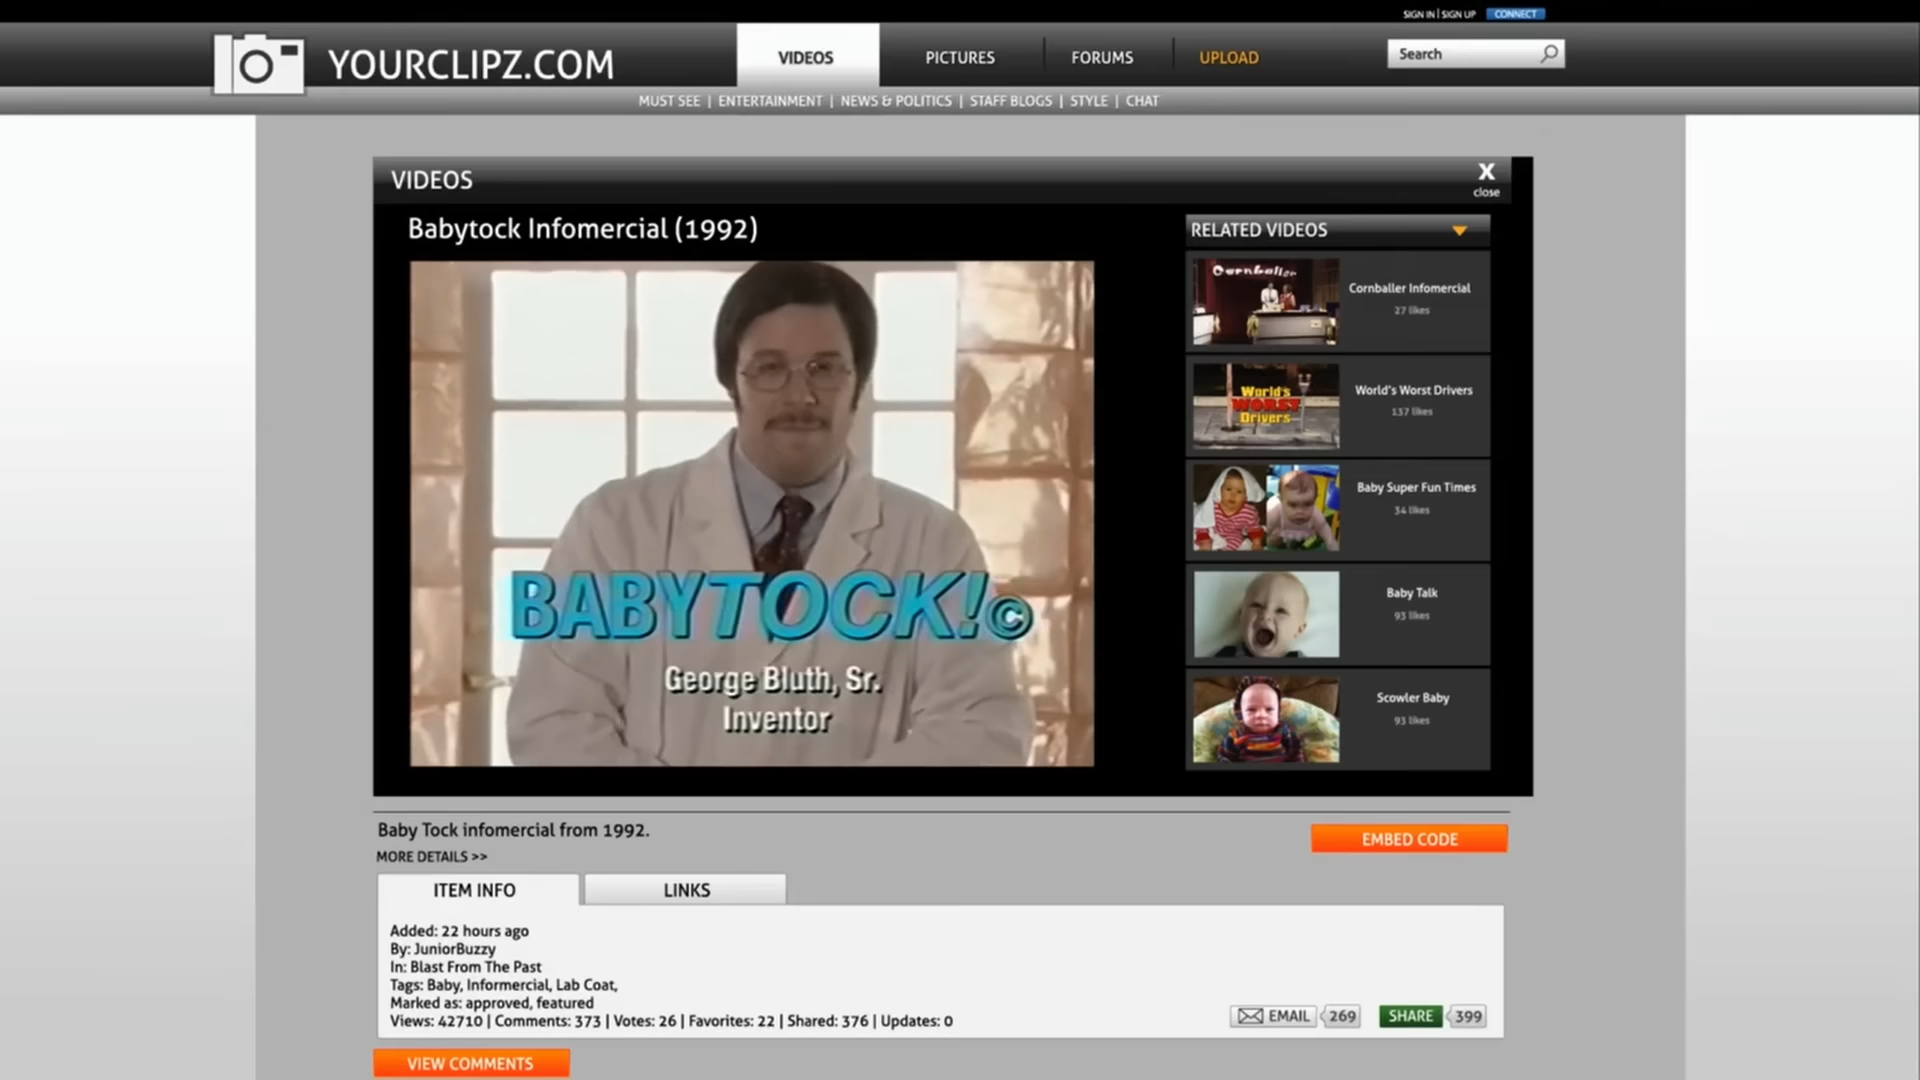 SIGN IN | SIGN UP CONNECT
YOURCLIPZ.COM
VIDEOS PICTURES FORUMS UPLOAD
Search
MUST SEE | ENTERTAINMENT | NEWS & POLITICS | STAFF BLOGS | STYLE | CHAT
VIDEOS
X
close
Babytock Infomercial (1992)
BABYTOCK!©
George Bluth, Sr.
Inventor
RELATED VIDEOS
Cornballer
Cornballer Infomercial
27 likes
World's
WORST
Drivers
World's Worst Drivers
137 likes
Baby Super Fun Times
34 likes
Baby Talk
93 likes
Scowler Baby
93 likes
Baby Tock infomercial from 1992.
MORE DETAILS >>
EMBED CODE
ITEM INFO LINKS
Added: 22 hours ago
By: JuniorBuzzy
In: Blast From The Past
Tags: Baby, Informercial, Lab Coat,
Marked as: approved, featured
Views: 42710 | Comments: 373 | Votes: 26 | Favorites: 22 | Shared: 376 | Updates: 0
EMAIL 269 SHARE 399
VIEW COMMENTS